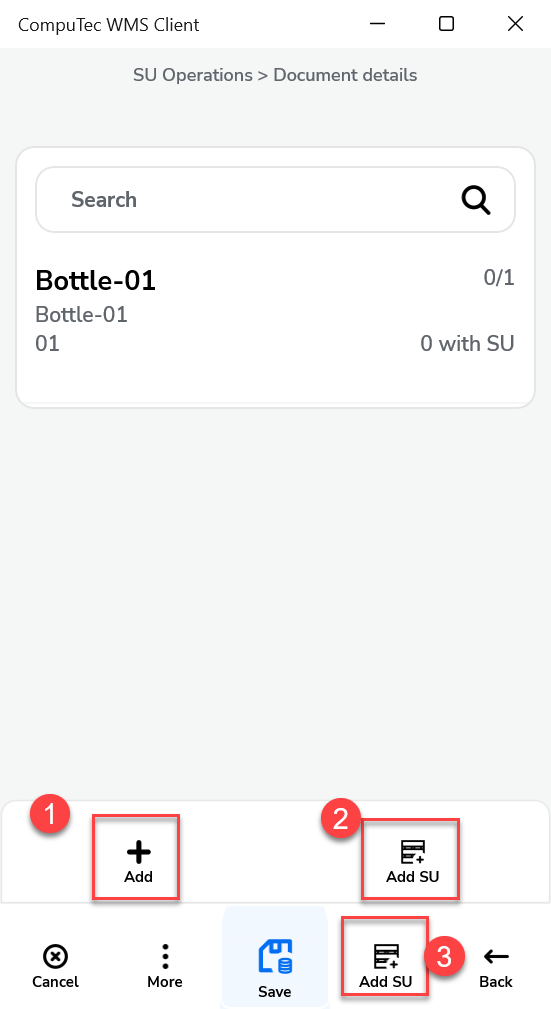 CompuTec WMS Client
SU Operations > Document details
Search
Bottle-01 0/1
Bottle-01
01 0 with SU
1 2
Add Add SU
3
Cancel More Save Add SU Back